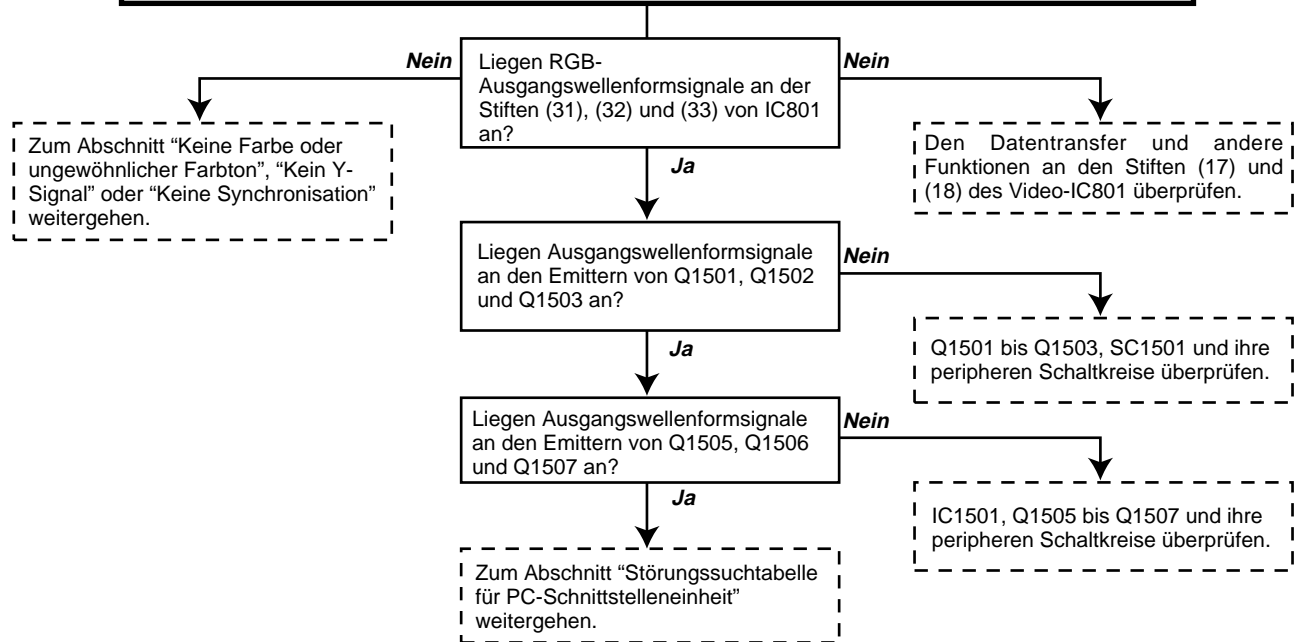 Nein
Liegen RGB-
Ausgangswellenformsignale an der
Stiften (31), (32) und (33) von IC801
an?
Nein
Zum Abschnitt “Keine Farbe oder
ungewöhnlicher Farbton”, “Kein Y-
Signal” oder “Keine Synchronisation”
weitergehen.
Ja
Den Datentransfer und andere
Funktionen an den Stiften (17) und
(18) des Video-IC801 überprüfen.
Liegen Ausgangswellenformsignale
an den Emittern von Q1501, Q1502
und Q1503 an?
Nein
Ja
Q1501 bis Q1503, SC1501 und ihre
peripheren Schaltkreise überprüfen.
Liegen Ausgangswellenformsignale
an den Emittern von Q1505, Q1506
und Q1507 an?
Nein
Ja
IC1501, Q1505 bis Q1507 und ihre
peripheren Schaltkreise überprüfen.
Zum Abschnitt “Störungssuchtabelle
für PC-Schnittstelleneinheit”
weitergehen.